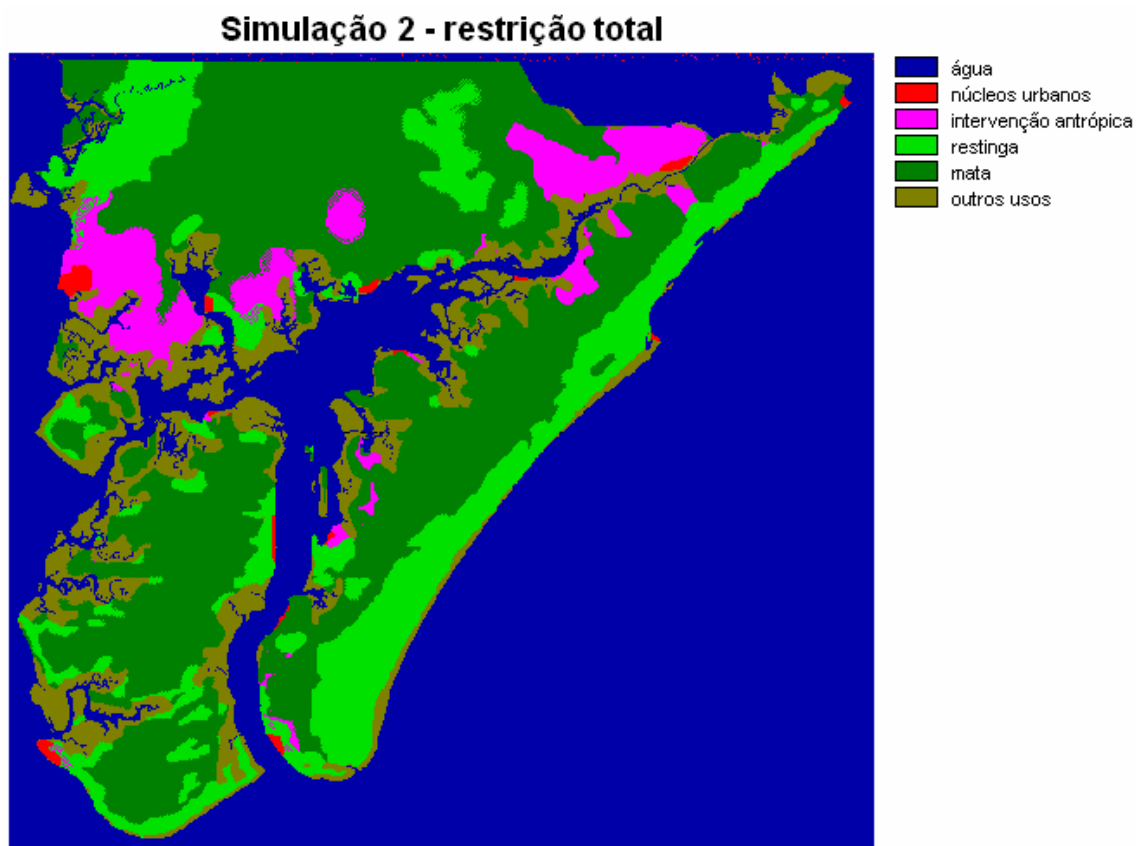 Simulação 2 - restrição total
água
núcleos urbanos
intervenção antrópica
restinga
mata
outros usos